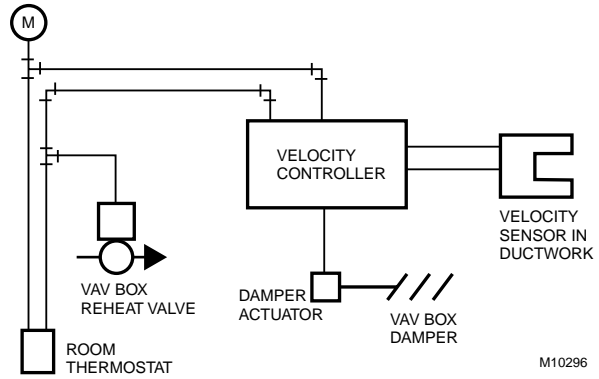 M
VELOCITY
CONTROLLER
VELOCITY
SENSOR IN
DUCTWORK
VAV BOX
REHEAT VALVE
DAMPER
ACTUATOR
VAV BOX
DAMPER
ROOM
THERMOSTAT
M10296